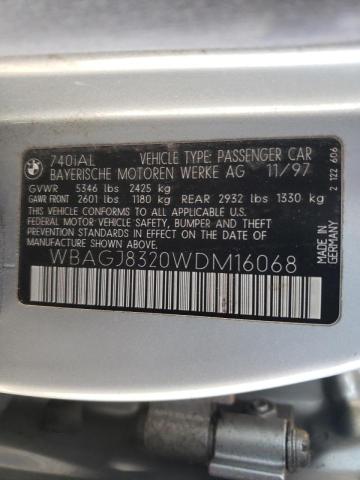 BMW
740iAL VEHICLE TYPE: PASSENGER CAR
BAYERISCHE MOTOREN WERKE AG 11/97
GVWR 5346 lbs 2425 kg
GAWR FRONT 2601 lbs 1180 kg REAR 2932 lbs 1330 kg
THIS VEHICLE CONFORMS TO ALL APPLICABLE U.S. FEDERAL
MOTOR VEHICLE SAFETY, BUMPER, AND THEFT
PREVENTION STANDARDS IN EFFECT ON THE
DATE OF MANUFACTURE SHOWN ABOVE.
WBAGJ8320WDM16068
MADE IN
GERMANY
2 122 606